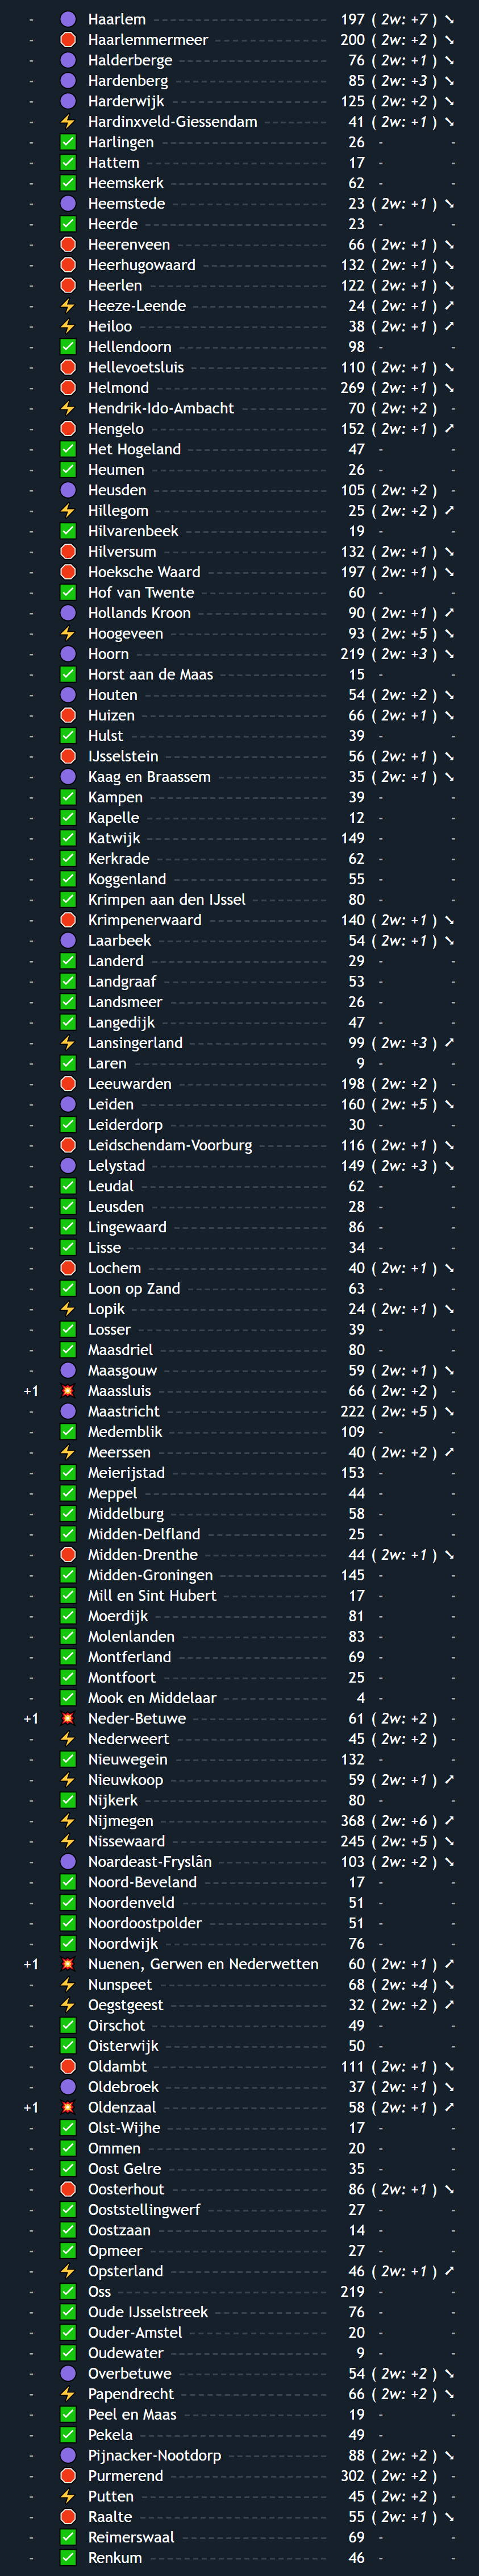 - Haarlem 197 ( 2w: +7 ) ➘
- Haarlemmermeer 200 ( 2w: +2 ) ➘
- Halderberge 76 ( 2w: +1 ) ➘
- Hardenberg 85 ( 2w: +3 ) ➘
- Harderwijk 125 ( 2w: +2 ) ➘
- Hardinxveld-Giessendam 41 ( 2w: +1 ) ➘
- Harlingen 26 - -
- Hattem 17 - -
- Heemskerk 62 - -
- Heemstede 23 ( 2w: +1 ) ➘
- Heerde 23 - -
- Heerenveen 66 ( 2w: +1 ) ➘
- Heerhugowaard 132 ( 2w: +1 ) ➘
- Heerlen 122 ( 2w: +1 ) ➘
- Heeze-Leende 24 ( 2w: +1 ) ➚
- Heiloo 38 ( 2w: +1 ) ➚
- Hellendoorn 98 - -
- Hellevoetsluis 110 ( 2w: +1 ) ➘
- Helmond 269 ( 2w: +1 ) ➘
- Hendrik-Ido-Ambacht 70 ( 2w: +2 ) -
- Hengelo 152 ( 2w: +1 ) ➚
- Het Hogeland 47 - -
- Heumen 26 - -
- Heusden 105 ( 2w: +2 ) -
- Hillegom 25 ( 2w: +2 ) ➚
- Hilvarenbeek 19 - -
- Hilversum 132 ( 2w: +1 ) ➘
- Hoeksche Waard 197 ( 2w: +1 ) ➘
- Hof van Twente 60 - -
- Hollands Kroon 90 ( 2w: +1 ) ➚
- Hoogeveen 93 ( 2w: +5 ) ➘
- Hoorn 219 ( 2w: +3 ) ➘
- Horst aan de Maas 15 - -
- Houten 54 ( 2w: +2 ) ➘
- Huizen 66 ( 2w: +1 ) ➘
- Hulst 39 - -
- IJsselstein 56 ( 2w: +1 ) ➘
- Kaag en Braassem 35 ( 2w: +1 ) ➘
- Kampen 39 - -
- Kapelle 12 - -
- Katwijk 149 - -
- Kerkrade 62 - -
- Koggenland 55 - -
- Krimpen aan den IJssel 80 - -
- Krimpenerwaard 140 ( 2w: +1 ) ➘
- Laarbeek 54 ( 2w: +1 ) ➘
- Landerd 29 - -
- Landgraaf 53 - -
- Landsmeer 26 - -
- Langedijk 47 - -
- Lansingerland 99 ( 2w: +3 ) ➚
- Laren 9 - -
- Leeuwarden 198 ( 2w: +2 ) -
- Leiden 160 ( 2w: +5 ) ➘
- Leiderdorp 30 - -
- Leidschendam-Voorburg 116 ( 2w: +1 ) ➘
- Lelystad 149 ( 2w: +3 ) ➘
- Leudal 62 - -
- Leusden 28 - -
- Lingewaard 86 - -
- Lisse 34 - -
- Lochem 40 ( 2w: +1 ) ➘
- Loon op Zand 63 - -
- Lopik 24 ( 2w: +1 ) ➘
- Losser 39 - -
- Maasdriel 80 - -
- Maasgouw 59 ( 2w: +1 ) ➘
+1 Maassluis 66 ( 2w: +2 ) -
- Maastricht 222 ( 2w: +5 ) ➘
- Medemblik 109 - -
- Meerssen 40 ( 2w: +2 ) ➚
- Meierijstad 153 - -
- Meppel 44 - -
- Middelburg 58 - -
- Midden-Delfland 25 - -
- Midden-Drenthe 44 ( 2w: +1 ) ➘
- Midden-Groningen 145 - -
- Mill en Sint Hubert 17 - -
- Moerdijk 81 - -
- Molenlanden 83 - -
- Montferland 69 - -
- Montfoort 25 - -
- Mook en Middelaar 4 - -
+1 Neder-Betuwe 61 ( 2w: +2 ) -
- Nederweert 45 ( 2w: +2 ) -
- Nieuwegein 132 - -
- Nieuwkoop 59 ( 2w: +1 ) ➚
- Nijkerk 80 - -
- Nijmegen 368 ( 2w: +6 ) ➚
- Nissewaard 245 ( 2w: +5 ) ➘
- Noardeast-Fryslân 103 ( 2w: +2 ) ➘
- Noord-Beveland 17 - -
- Noordenveld 51 - -
- Noordoostpolder 51 - -
- Noordwijk 76 - -
+1 Nuenen, Gerwen en Nederwetten 60 ( 2w: +1 ) ➚
- Nunspeet 68 ( 2w: +4 ) ➘
- Oegstgeest 32 ( 2w: +2 ) ➚
- Oirschot 49 - -
- Oisterwijk 50 - -
- Oldambt 111 ( 2w: +1 ) ➘
- Oldebroek 37 ( 2w: +1 ) ➘
+1 Oldenzaal 58 ( 2w: +1 ) ➚
- Olst-Wijhe 17 - -
- Ommen 20 - -
- Oost Gelre 35 - -
- Oosterhout 86 ( 2w: +1 ) ➘
- Ooststellingwerf 27 - -
- Oostzaan 14 - -
- Opmeer 27 - -
- Opsterland 46 ( 2w: +1 ) ➚
- Oss 219 - -
- Oude IJsselstreek 76 - -
- Ouder-Amstel 20 - -
- Oudewater 9 - -
- Overbetuwe 54 ( 2w: +2 ) ➘
- Papendrecht 66 ( 2w: +2 ) ➘
- Peel en Maas 19 - -
- Pekela 49 - -
- Pijnacker-Nootdorp 88 ( 2w: +2 ) ➘
- Purmerend 302 ( 2w: +2 ) -
- Putten 45 ( 2w: +2 ) -
- Raalte 55 ( 2w: +1 ) ➘
- Reimerswaal 69 - -
- Renkum 46 - -